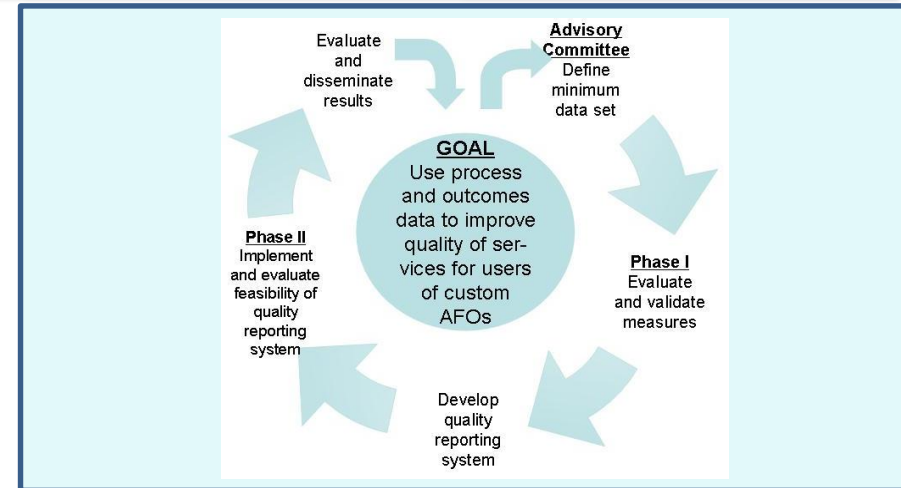 Evaluate
and
disseminate
results
Advisory
Committee
Define
minimum
data set
GOAL
Use process
and outcomes
data to improve
quality of ser-
vices for users
of custom
AFOs
Phase I
Evaluate
and validate
measures
Develop
quality
reporting
system
Phase II
Implement
and evaluate
feasibility of
quality
reporting
system